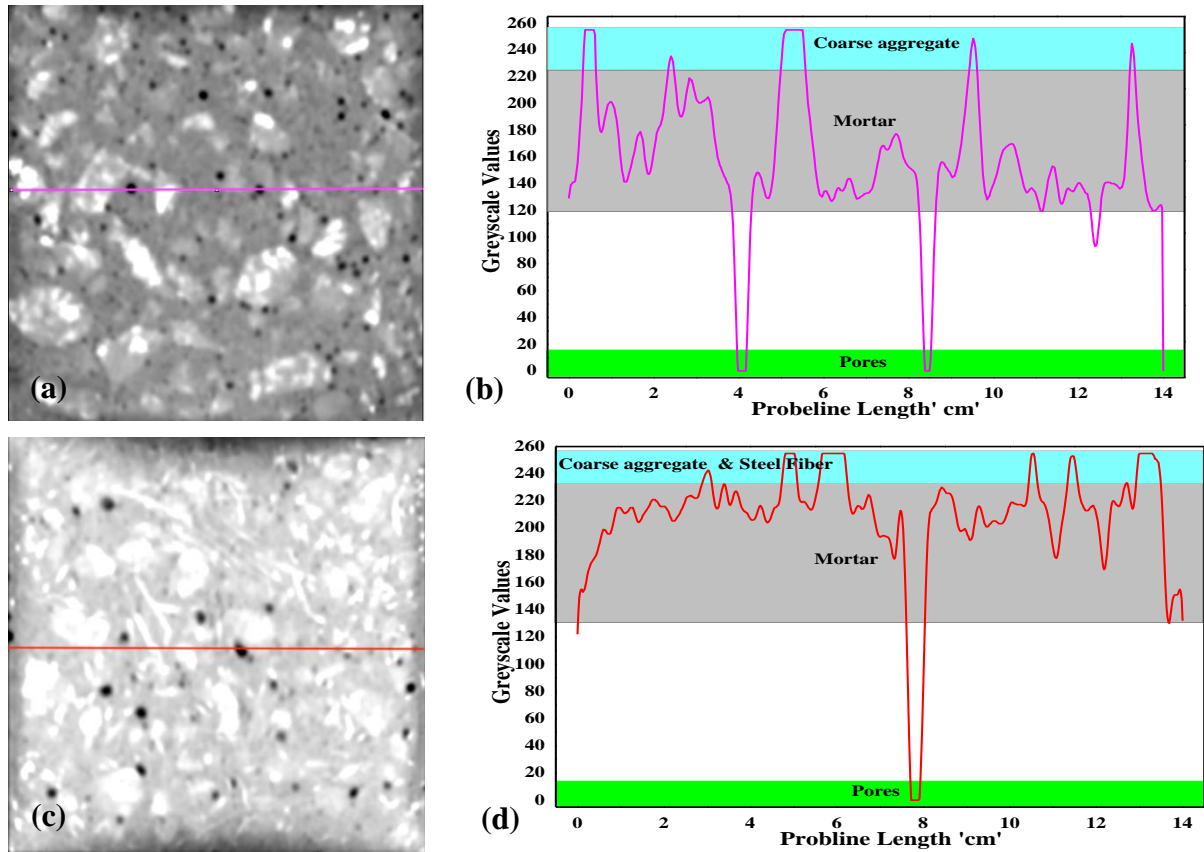 (a)
(b)
Greyscale Values
260
240
220
200
180
160
140
120
100
80
60
40
20
0
Coarse aggregate
Mortar
Pores
0 2 4 6 8 10 12 14
Probeline Length' cm'
(c)
(d)
Greyscale Values
260
240
220
200
180
160
140
120
100
80
60
40
20
0
Coarse aggregate & Steel Fiber
Mortar
Pores
0 2 4 6 8 10 12 14
Probline Length 'cm'